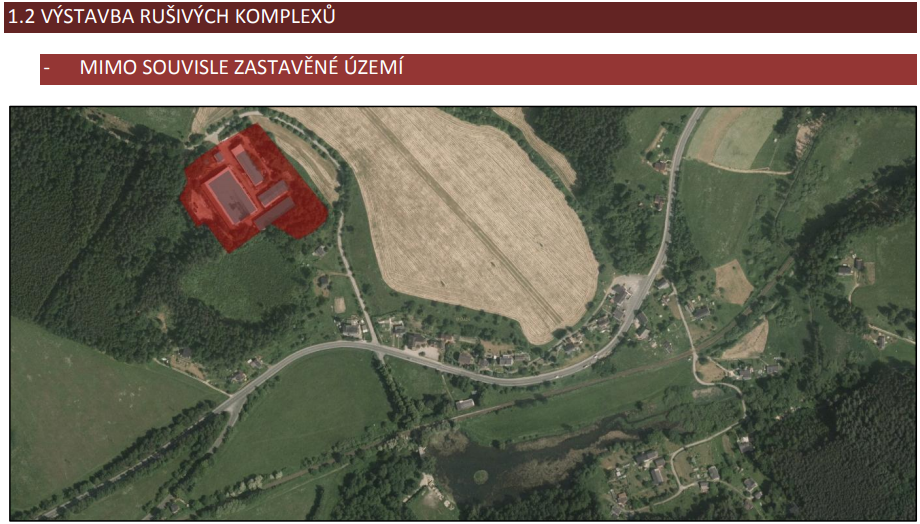 1.2 VÝSTAVBA RUŠIVÝCH KOMPLEXŮ
- MIMO SOUVISLE ZASTAVĚNÉ ÚZEMÍ